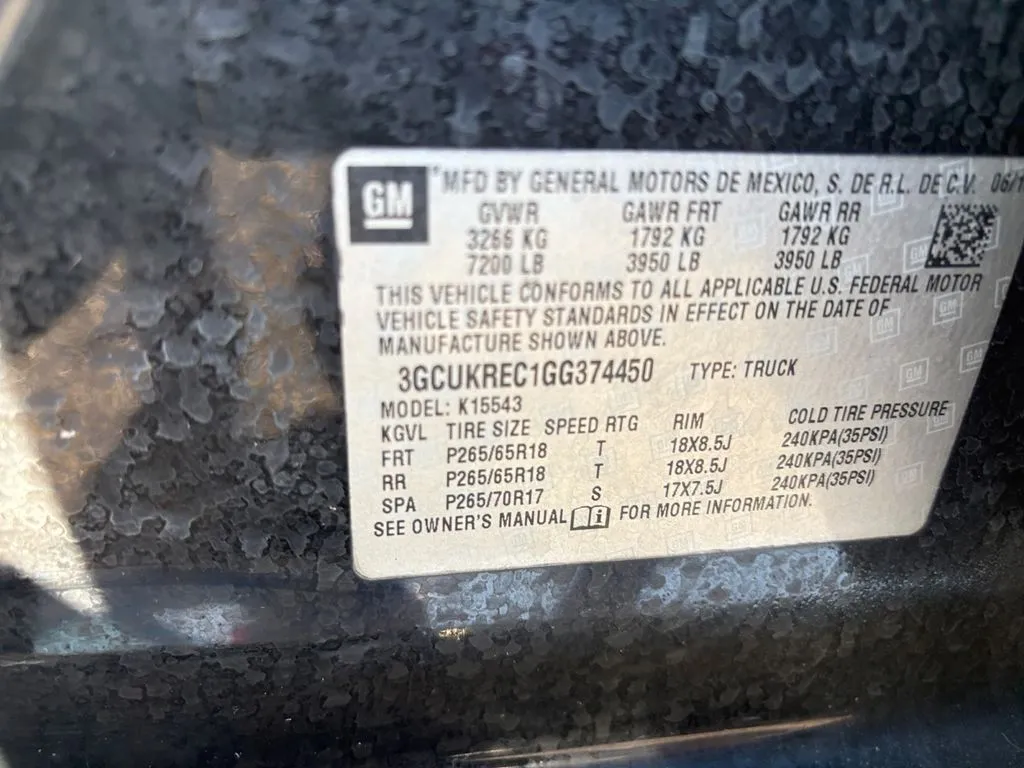 GM
MFD BY GENERAL MOTORS DE MEXICO, S. DE R.L. DE C.V. 06/1
GVWR GAWR FRT GAWR RR
3266 KG 1792 KG 1792 KG
7200 LB 3950 LB 3950 LB
THIS VEHICLE CONFORMS TO ALL APPLICABLE U.S. FEDERAL MOTOR
VEHICLE SAFETY STANDARDS IN EFFECT ON THE DATE OF
MANUFACTURE SHOWN ABOVE.
3GCUKREC1GG374450 TYPE: TRUCK
MODEL: K15543
KGVL TIRE SIZE SPEED RTG RIM COLD TIRE PRESSURE
FRT P265/65R18 T 18X8.5J 240KPA(35PSI)
RR P265/65R18 T 18X8.5J 240KPA(35PSI)
SPA P265/70R17 S 17X7.5J 240KPA(35PSI)
SEE OWNER'S MANUAL FOR MORE INFORMATION.